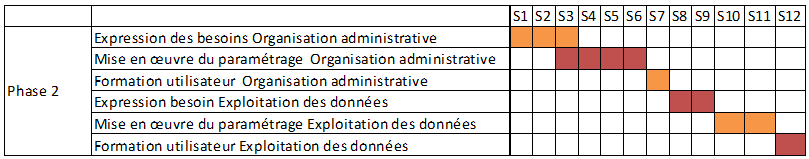 S1 S2 S3 S4 S5 S6 S7 S8 S9 S10 S11 S12
Phase 2
Expression des besoins Organisation administrative
Mise en œuvre du paramétrage Organisation administrative
Formation utilisateur Organisation administrative
Expression besoin Exploitation des données
Mise en œuvre du paramétrage Exploitation des données
Formation utilisateur Exploitation des données